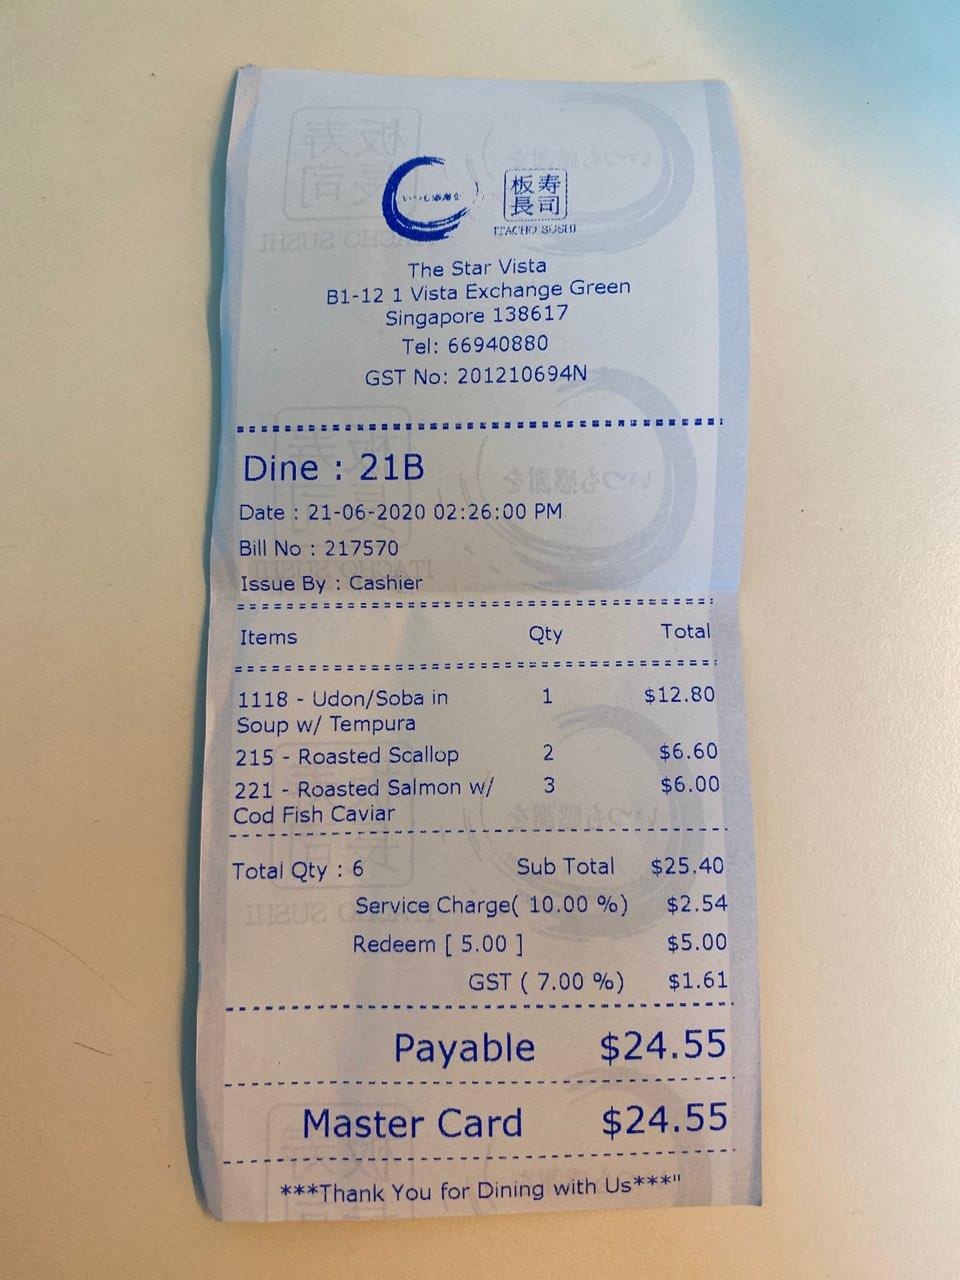 いつも感謝を
板寿
長司
ITACHO SUSHI
The Star Vista
B1-12 1 Vista Exchange Green
Singapore 138617
Tel: 66940880
GST No: 201210694N
Dine : 21B
Date : 21-06-2020 02:26:00 PM
Bill No : 217570
Issue By : Cashier
Items Qty Total
1118 - Udon/Soba in 1 $12.80
Soup w/ Tempura
215 - Roasted Scallop 2 $6.60
221 - Roasted Salmon w/ 3 $6.00
Cod Fish Caviar
Total Qty : 6 Sub Total $25.40
Service Charge( 10.00 %) $2.54
Redeem [ 5.00 ] $5.00
GST ( 7.00 %) $1.61
Payable $24.55
Master Card $24.55
***Thank You for Dining with Us***"